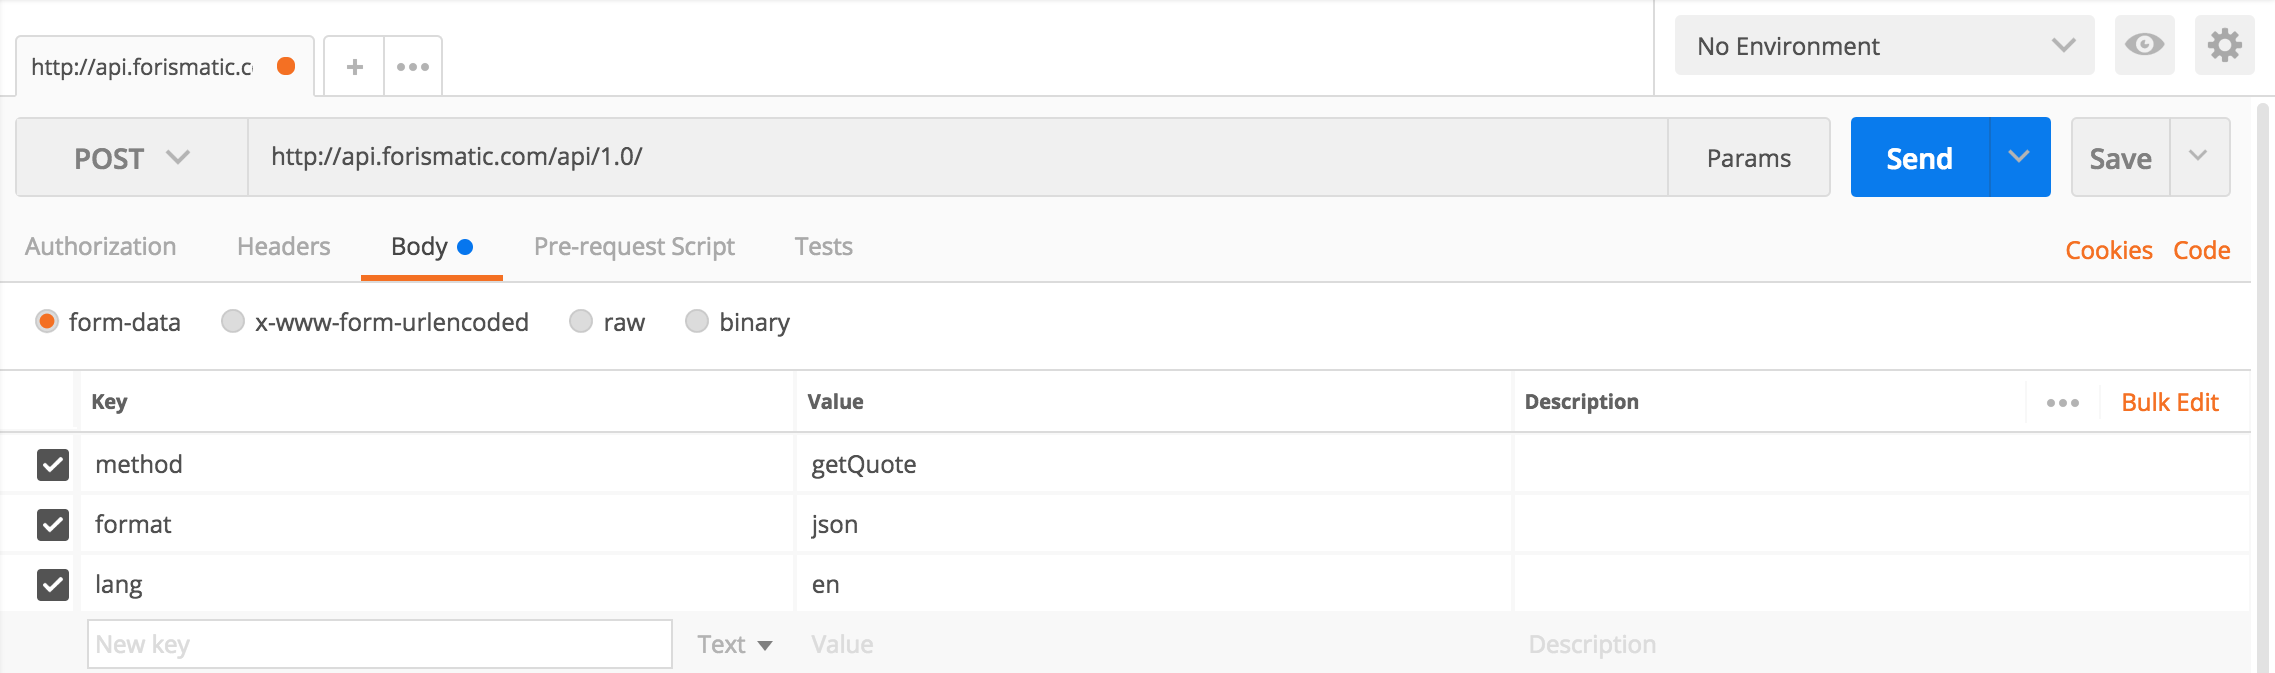 http://api.forismatic.c
No Environment
POST http://api.forismatic.com/api/1.0/ Params Send Save
Authorization Headers Body Pre-request Script Tests Cookies Code
form-data x-www-form-urlencoded raw binary
Key Value Description Bulk Edit
method getQuote
format json
lang en
New key Text Value Description